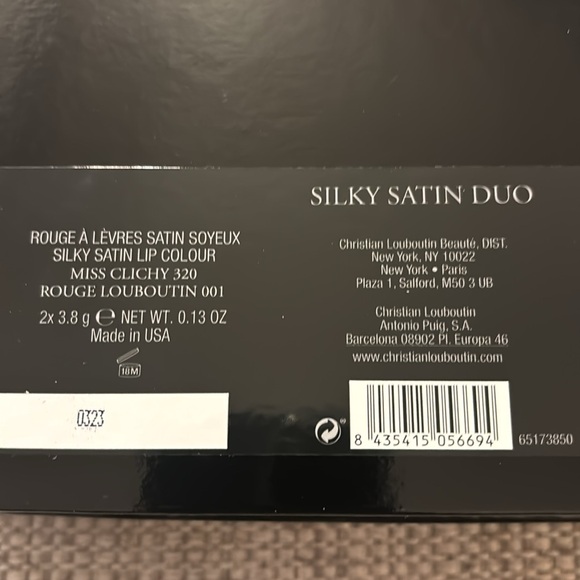 SILKY SATIN DUO
ROUGE À LÈVRES SATIN SOYEUX
SILKY SATIN LIP COLOUR
MISS CLICHY 320
ROUGE LOUBOUTIN 001
2x 3.8 g ℮ NET WT. 0.13 OZ
Made in USA
18M
0323
Christian Louboutin Beauté, DIST.
New York, NY 10022
New York • Paris
Plaza 1, Salford, M50 3 UB
Christian Louboutin
Antonio Puig, S.A.
Barcelona 08902 Pl. Europa 46
www.christianlouboutin.com
8 435415 056694
65173850